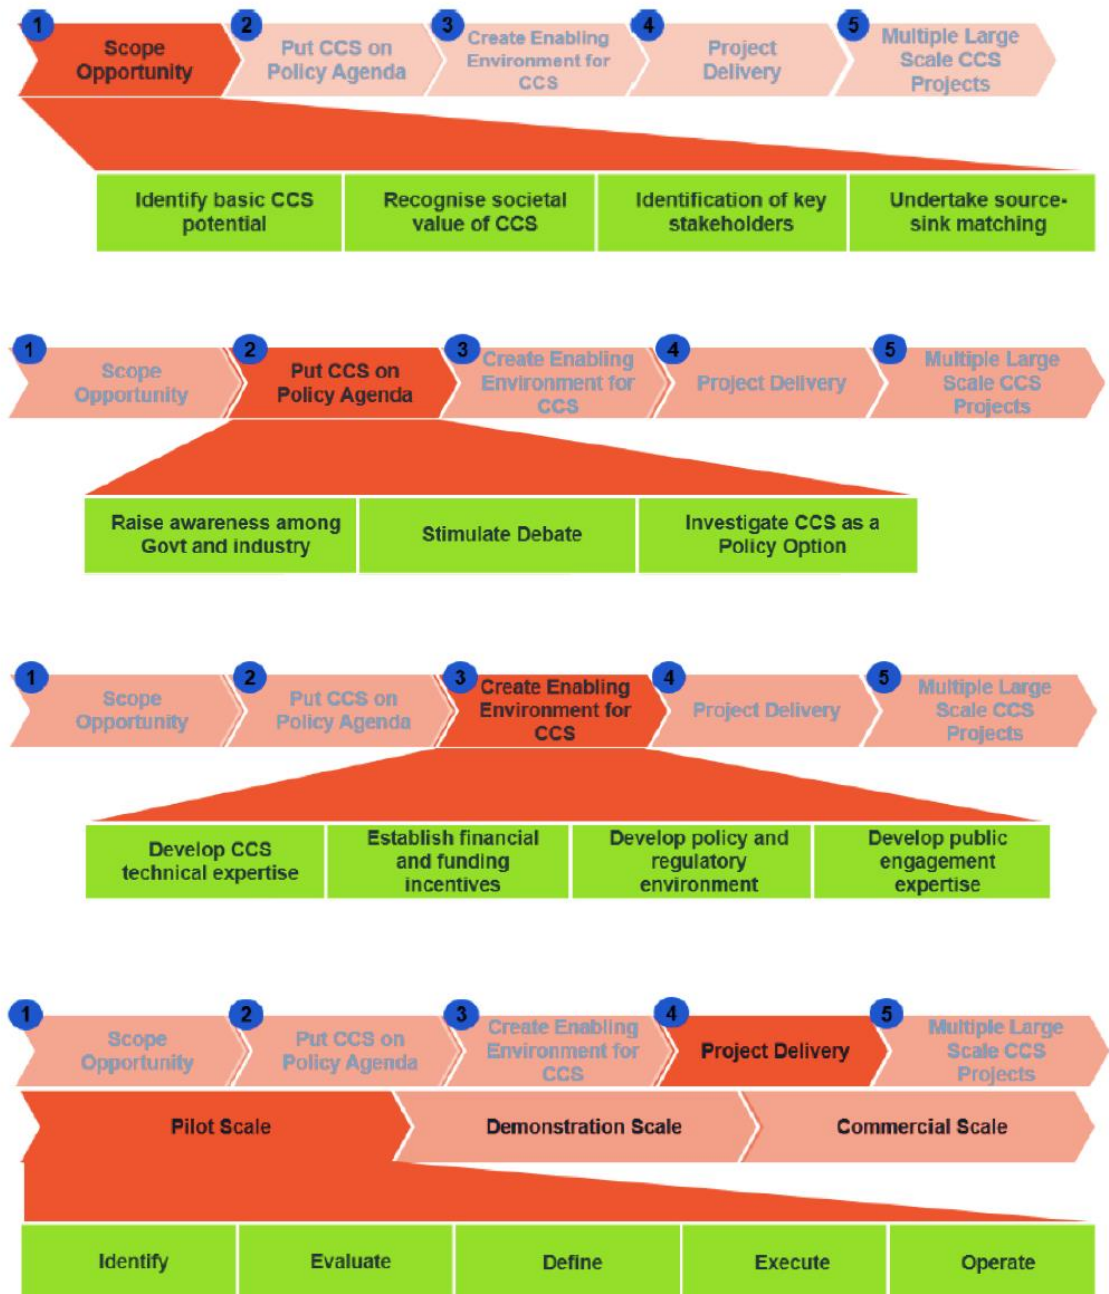 1
2
3
4
5
Scope
Opportunity
Put CCS on
Policy Agenda
Create Enabling
Environment for
CCS
Project
Delivery
Multiple Large
Scale CCS
Projects
Identify basic CCS
potential
Recognise societal
value of CCS
Identification of key
stakeholders
Undertake source-
sink matching
1
2
3
4
5
Scope
Opportunity
Put CCS on
Policy Agenda
Create Enabling
Environment for
CCS
Project Delivery
Multiple Large
Scale CCS
Projects
Raise awareness among
Govt and industry
Stimulate Debate
Investigate CCS as a
Policy Option
1
2
3
4
5
Scope
Opportunity
Put CCS on
Policy Agenda
Create Enabling
Environment for
CCS
Project Delivery
Multiple Large
Scale CCS
Projects
Develop CCS
technical expertise
Establish financial
and funding
incentives
Develop policy and
regulatory
environment
Develop public
engagement
expertise
1
2
3
4
5
Scope
Opportunity
Put CCS on
Policy Agenda
Create Enabling
Environment for
CCS
Project Delivery
Multiple Large
Scale CCS
Projects
Pilot Scale
Demonstration Scale
Commercial Scale
Identify
Evaluate
Define
Execute
Operate